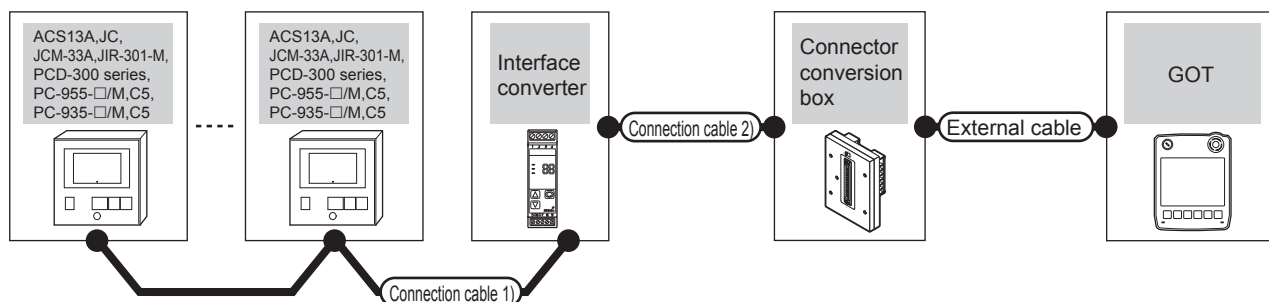 ACS13A,JC,
JCM-33A,JIR-301-M,
PCD-300 series,
PC-955-□/M,C5,
PC-935-□/M,C5
ACS13A,JC,
JCM-33A,JIR-301-M,
PCD-300 series,
PC-955-□/M,C5,
PC-935-□/M,C5
Interface
converter
88
Connector
conversion
box
GOT
Connection cable 2)
External cable
Connection cable 1)